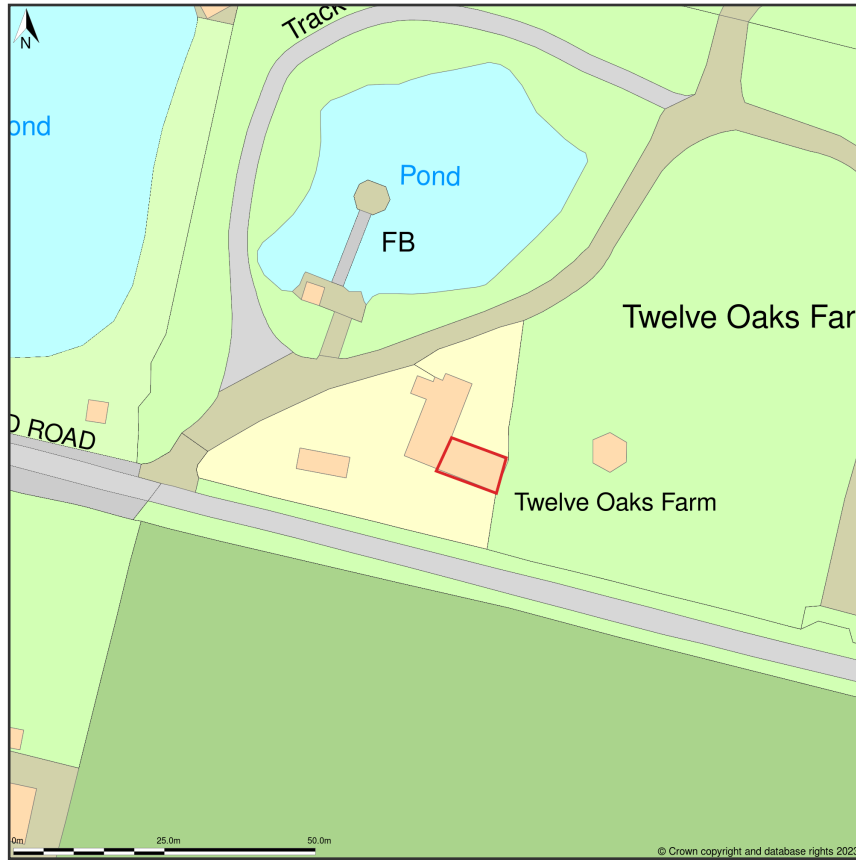 Track
N
ond
Pond
FB
Twelve Oaks Far
D ROAD
Twelve Oaks Farm
0m
25.0m
50.0m
© Crown copyright and database rights 2023